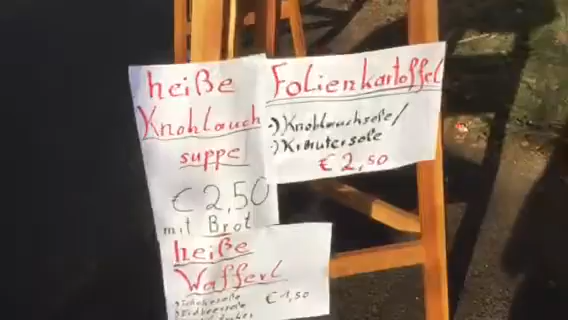 heiße
Knoblauch
suppe
€ 2,50
mit Brot
Folienkartoffel
·) Knoblauchsoße/
·) Kräutersoße
€ 2,50
heiße
Wafferl
€ 1,50